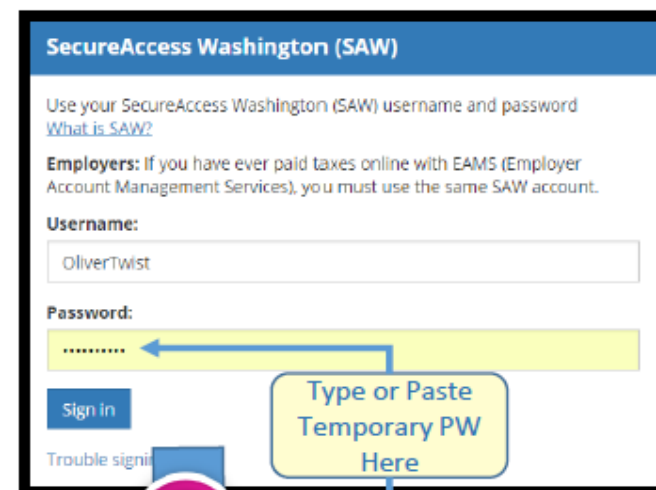 SecureAccess Washington (SAW)
Use your SecureAccess Washington (SAW) username and password
What is SAW?
Employers: If you have ever paid taxes online with EAMS (Employer
Account Management Services), you must use the same SAW account.
Username:
OliverTwist
Password:
••••••••••
Sign in
Type or Paste
Temporary PW
Here
Trouble